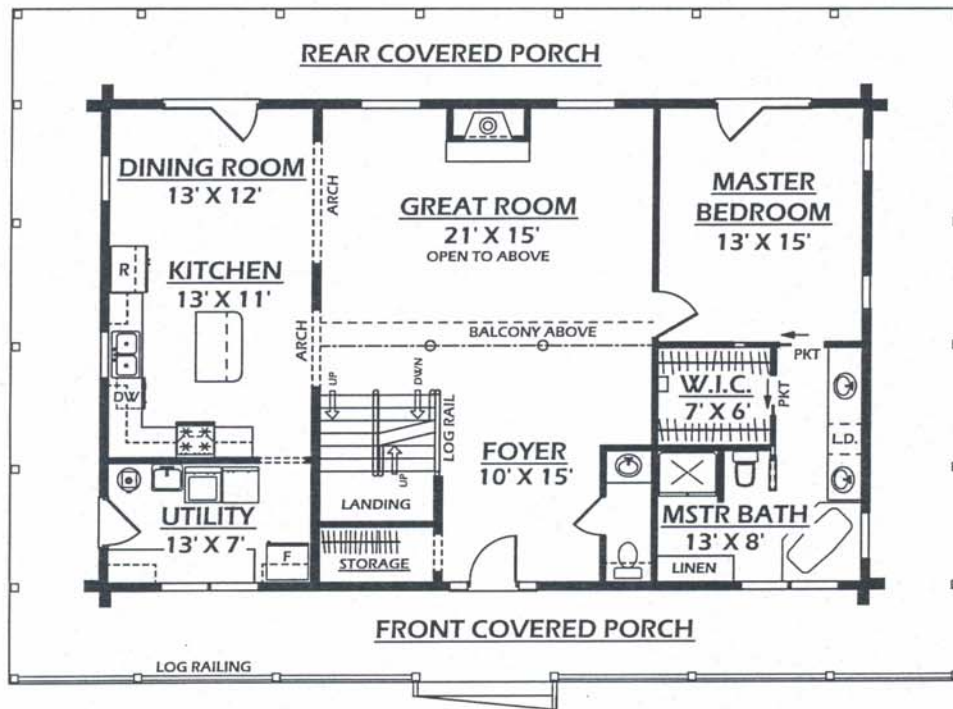 REAR COVERED PORCH
DINING ROOM
13' X 12'
ARCH
GREAT ROOM
21' X 15'
OPEN TO ABOVE
MASTER
BEDROOM
13' X 15'
R
KITCHEN
13' X 11'
ARCH
BALCONY ABOVE
PKT
DW
UP
DWN
LOG RAIL
W.I.C.
7' X 6'
PKT
L.D.
FOYER
10' X 15'
UP
LANDING
UTILITY
13' X 7'
F
STORAGE
MSTR BATH
13' X 8'
LINEN
FRONT COVERED PORCH
LOG RAILING